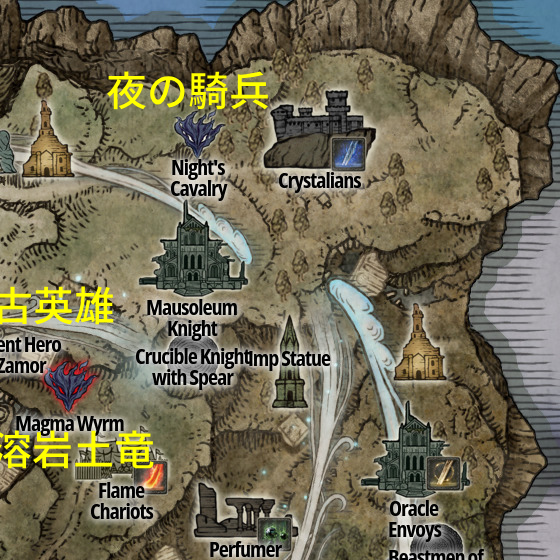 夜の騎兵
Night's
Cavalry
Crystalians
Mausoleum
Knight
古英雄
ent Hero
Zamor
Crucible Knight
with Spear
Imp Statue
Magma Wyrm
溶岩土竜
Flame
Chariots
Oracle
Envoys
Perfumer
Beastmen of